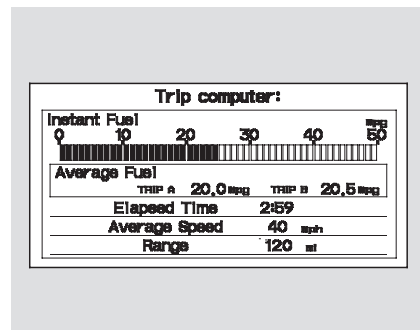 Trip computer:
Instant Fuel mpg
0 10 20 30 40 50
Average Fuel
TRIP A 20.0 mpg TRIP B 20.5 mpg
Elapsed Time 2:59
Average Speed 40 mph
Range 120 mi